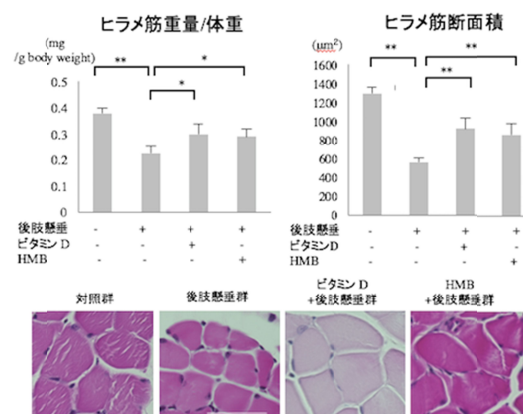 ヒラメ筋重量/体重
(mg
/g body weight)
0.5
0.4
0.3
0.2
0.1
0
**
*
*
後肢懸垂 - + + +
ビタミンD - - + -
HMB - - - +
ヒラメ筋断面積
(μm2)
1600
1400
1200
1000
800
600
400
200
0
**
**
**
後肢懸垂 - + + +
ビタミンD - - + -
HMB - - - +
対照群
後肢懸垂群
ビタミンD
+後肢懸垂群
HMB
+後肢懸垂群